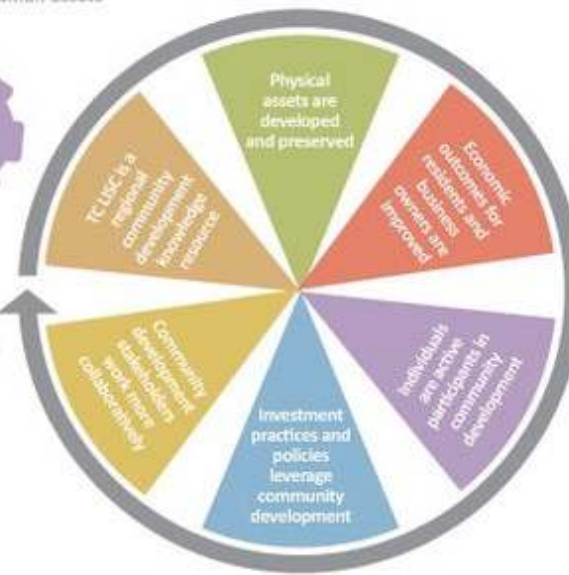 Physical
assets are
developed
and preserved
Economic
outcomes for
residents and
business
owners are
improved
Individuals
are active
participants in
community
development
Investment
practices and
policies
leverage
community
development
Community
development
stakeholders
work more
collaboratively
TC LISC is a
regional
community
development
knowledge
resource